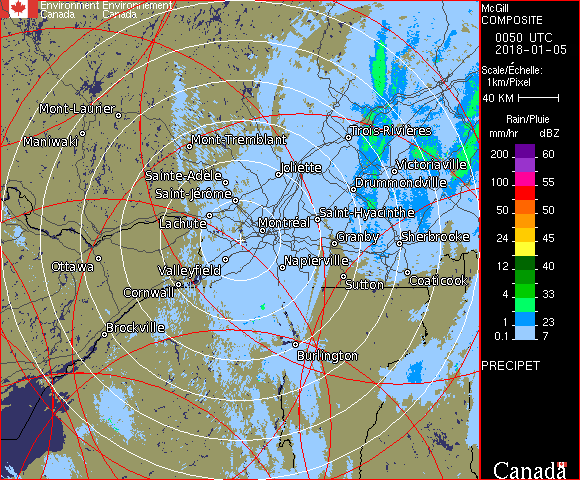 Environment Environnement
Canada Canada
McGill
COMPOSITE
0050 UTC
2018-01-05
Scale/Échelle:
1km/Pixel
40 KM
Rain/Pluie
mm/hr dBZ
200 60
100 55
50 50
24 45
12 40
4 33
1 23
0.1 7
PRECIPET
Canada
Mont-Laurier
Maniwaki
Mont-Tremblant
Trois-Rivières
Joliette
Victoriaville
Sainte-Adèle
Drummondville
Saint-Jérôme
Saint-Hyacinthe
Lachute
Montréal
Granby
Sherbrooke
Ottawa
Valleyfield
Napierville
Cornwall
Sutton
Coaticook
Brockville
Burlington